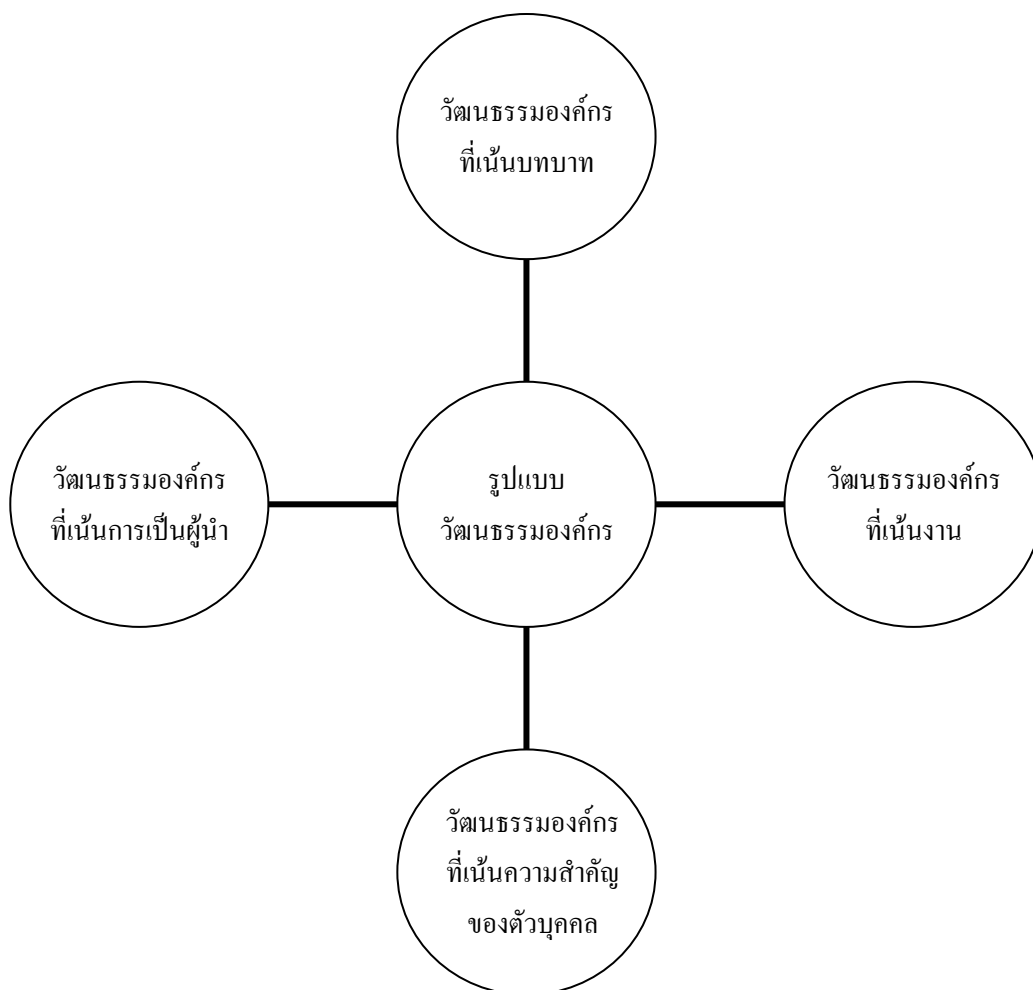 วัฒนธรรมองค์กร
ที่เน้นบทบาท
วัฒนธรรมองค์กร
ที่เน้นการเป็นผู้นำ
รูปแบบ
วัฒนธรรมองค์กร
วัฒนธรรมองค์กร
ที่เน้นงาน
วัฒนธรรมองค์กร
ที่เน้นความสำคัญ
ของตัวบุคคล